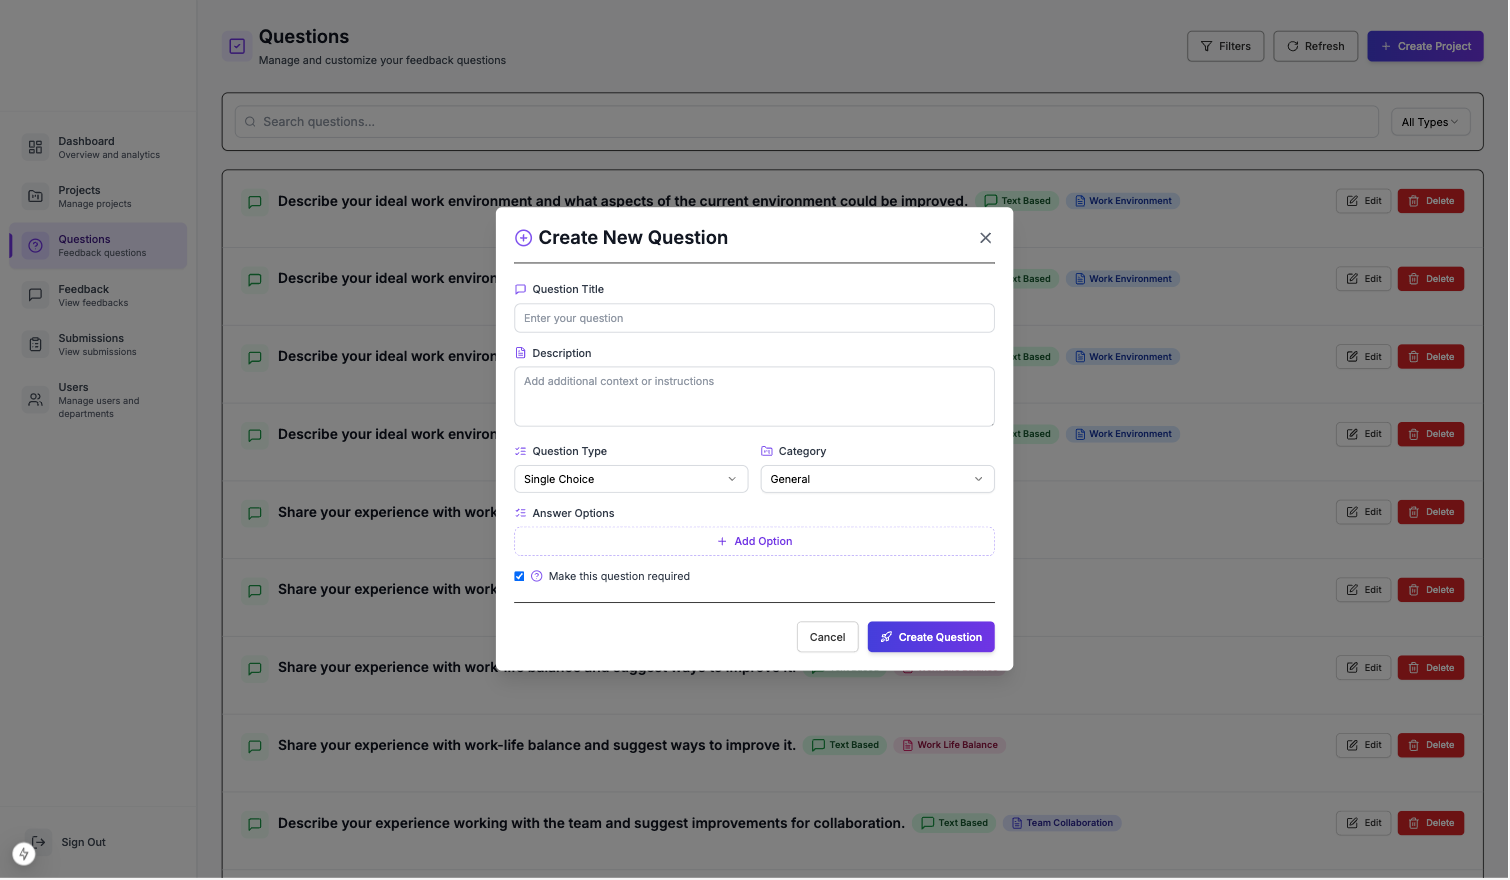 Questions
Manage and customize your feedback questions
Filters
Refresh
Create Project
Search questions...
All Types
Dashboard
Overview and analytics
Projects
Manage projects
Questions
Feedback questions
Feedback
View feedbacks
Submissions
View submissions
Users
Manage users and
departments
Sign Out
Describe your ideal work environment and what aspects of the current environment could be improved. Text Based Work Environment Edit Delete
Describe your ideal work environ
xt Based Work Environment Edit Delete
Describe your ideal work environ
xt Based Work Environment Edit Delete
Describe your ideal work environ
xt Based Work Environment Edit Delete
Share your experience with work
Edit Delete
Share your experience with work
Edit Delete
Share your experience with work
Edit Delete
Share your experience with work-life balance and suggest ways to improve it. Text Based Work Life Balance Edit Delete
Describe your experience working with the team and suggest improvements for collaboration. Text Based Team Collaboration Edit Delete
Create New Question
Question Title
Enter your question
Description
Add additional context or instructions
Question Type
Category
Single Choice
General
Answer Options
Add Option
Make this question required
Cancel
Create Question